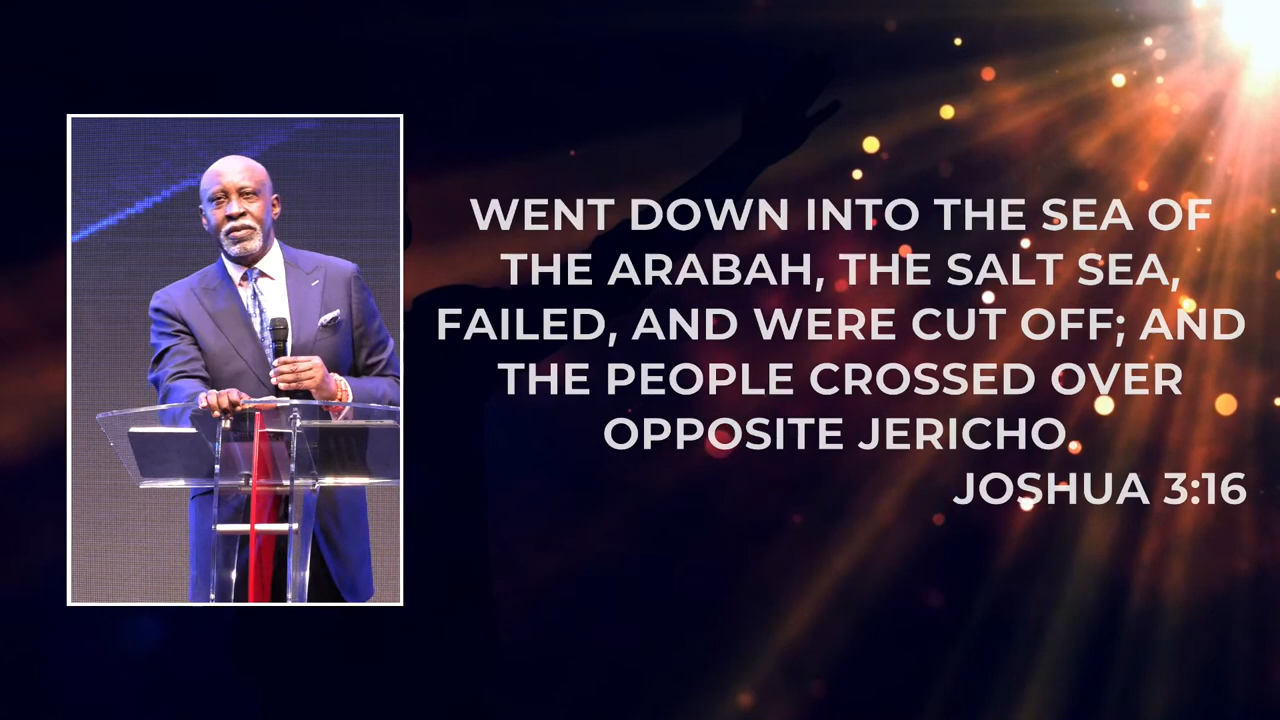 WENT DOWN INTO THE SEA OF
THE ARABAH, THE SALT SEA,
FAILED, AND WERE CUT OFF; AND
THE PEOPLE CROSSED OVER
OPPOSITE JERICHO.
JOSHUA 3:16